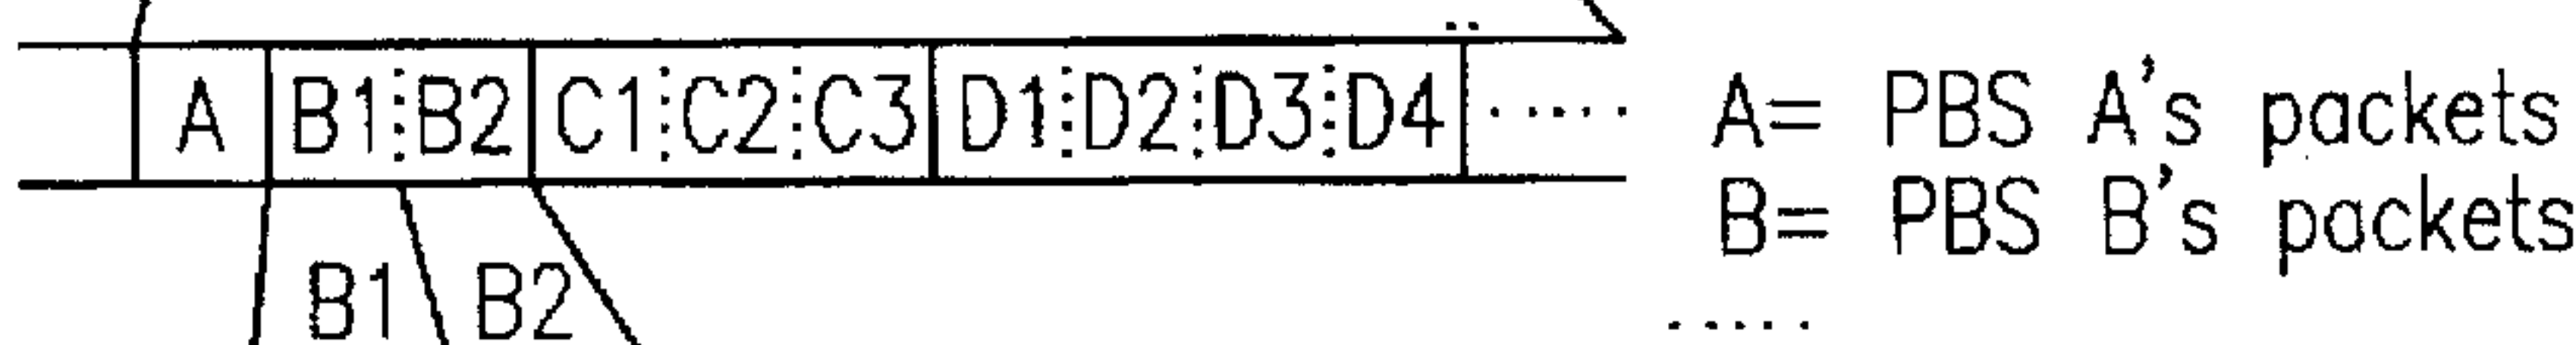 A B1 B2 C1 C2 C3 D1 D2 D3 D4 ..... A= PBS A's packets
B= PBS B's packets
B1 B2 .....